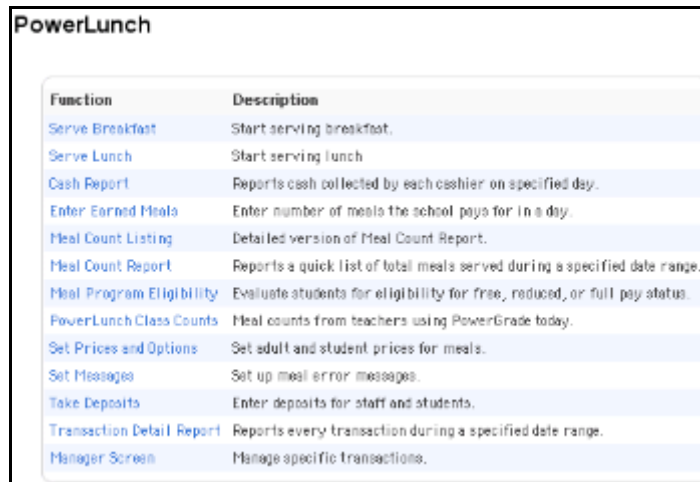 PowerLunch
Function Description
Serve Breakfast Start serving breakfast.
Serve Lunch Start serving lunch
Cash Report Reports cash collected by each cashier on specified day.
Enter Earned Meals Enter number of meals the school pays for in a day.
Meal Count Listing Detailed version of Meal Count Report.
Meal Count Report Reports a quick list of total meals served during a specified date range.
Meal Program Eligibility Evaluate students for eligibility for free, reduced, or full pay status.
PowerLunch Class Counts Meal counts from teachers using PowerGrade today.
Set Prices and Options Set adult and student prices for meals.
Set Messages Set up meal error messages.
Take Deposits Enter deposits for staff and students.
Transaction Detail Report Reports every transaction during a specified date range.
Manager Screen Manage specific transactions.